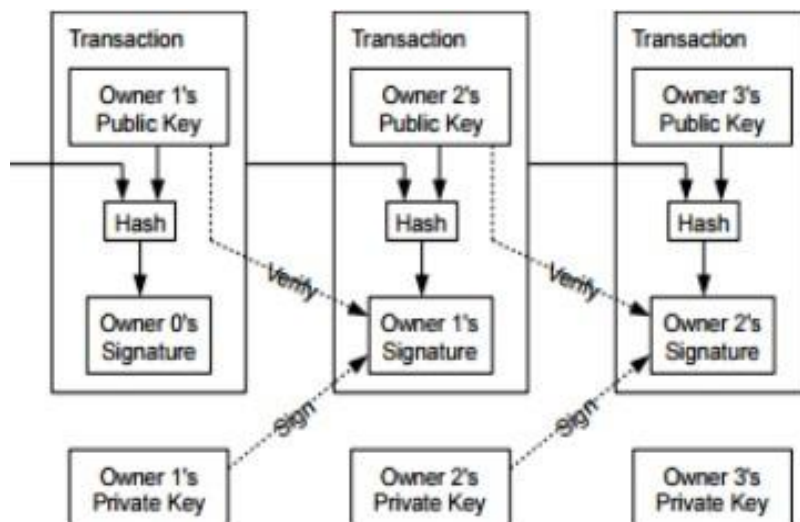 Transaction
Owner 1's
Public Key
Hash
Owner 0's
Signature
Transaction
Owner 2's
Public Key
Hash
Verify
Owner 1's
Signature
Transaction
Owner 3's
Public Key
Hash
Verify
Owner 2's
Signature
Owner 1's
Private Key
Sign
Owner 2's
Private Key
Sign
Owner 3's
Private Key